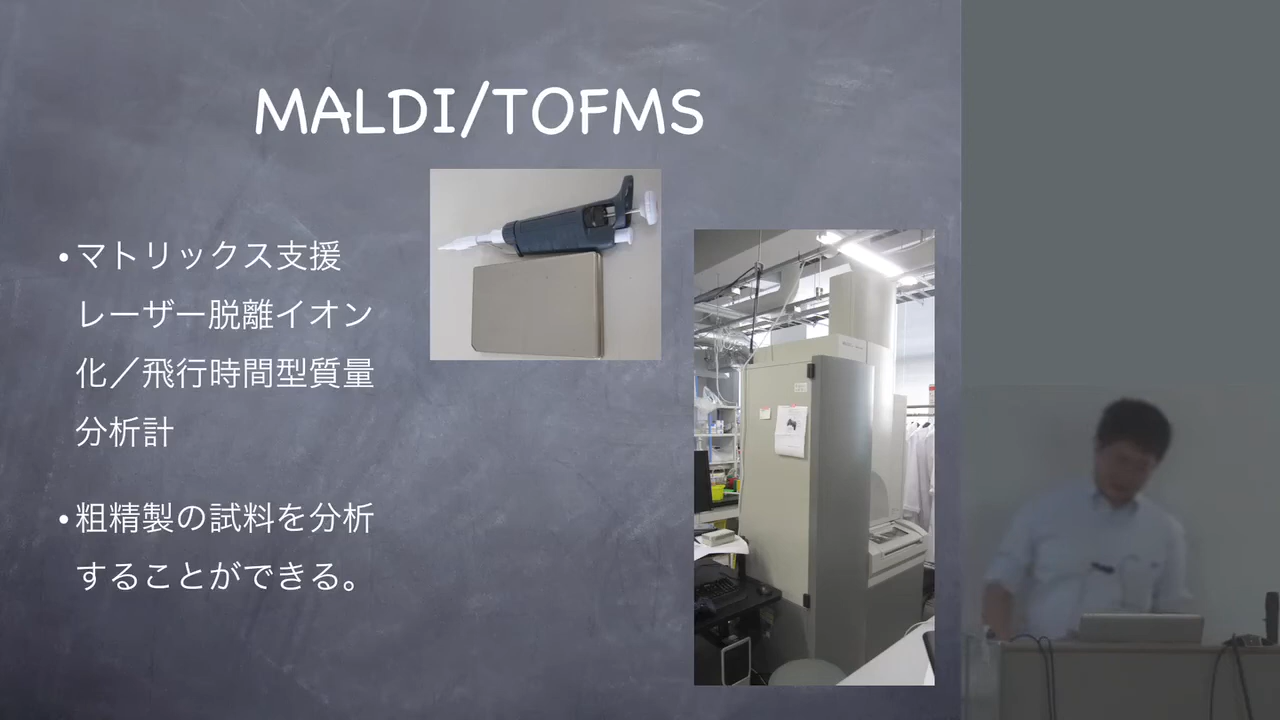 MALDI/TOFMS
•マトリックス支援
レーザー脱離イオン
化／飛行時間型質量
分析計
•粗精製の試料を分析
することができる。